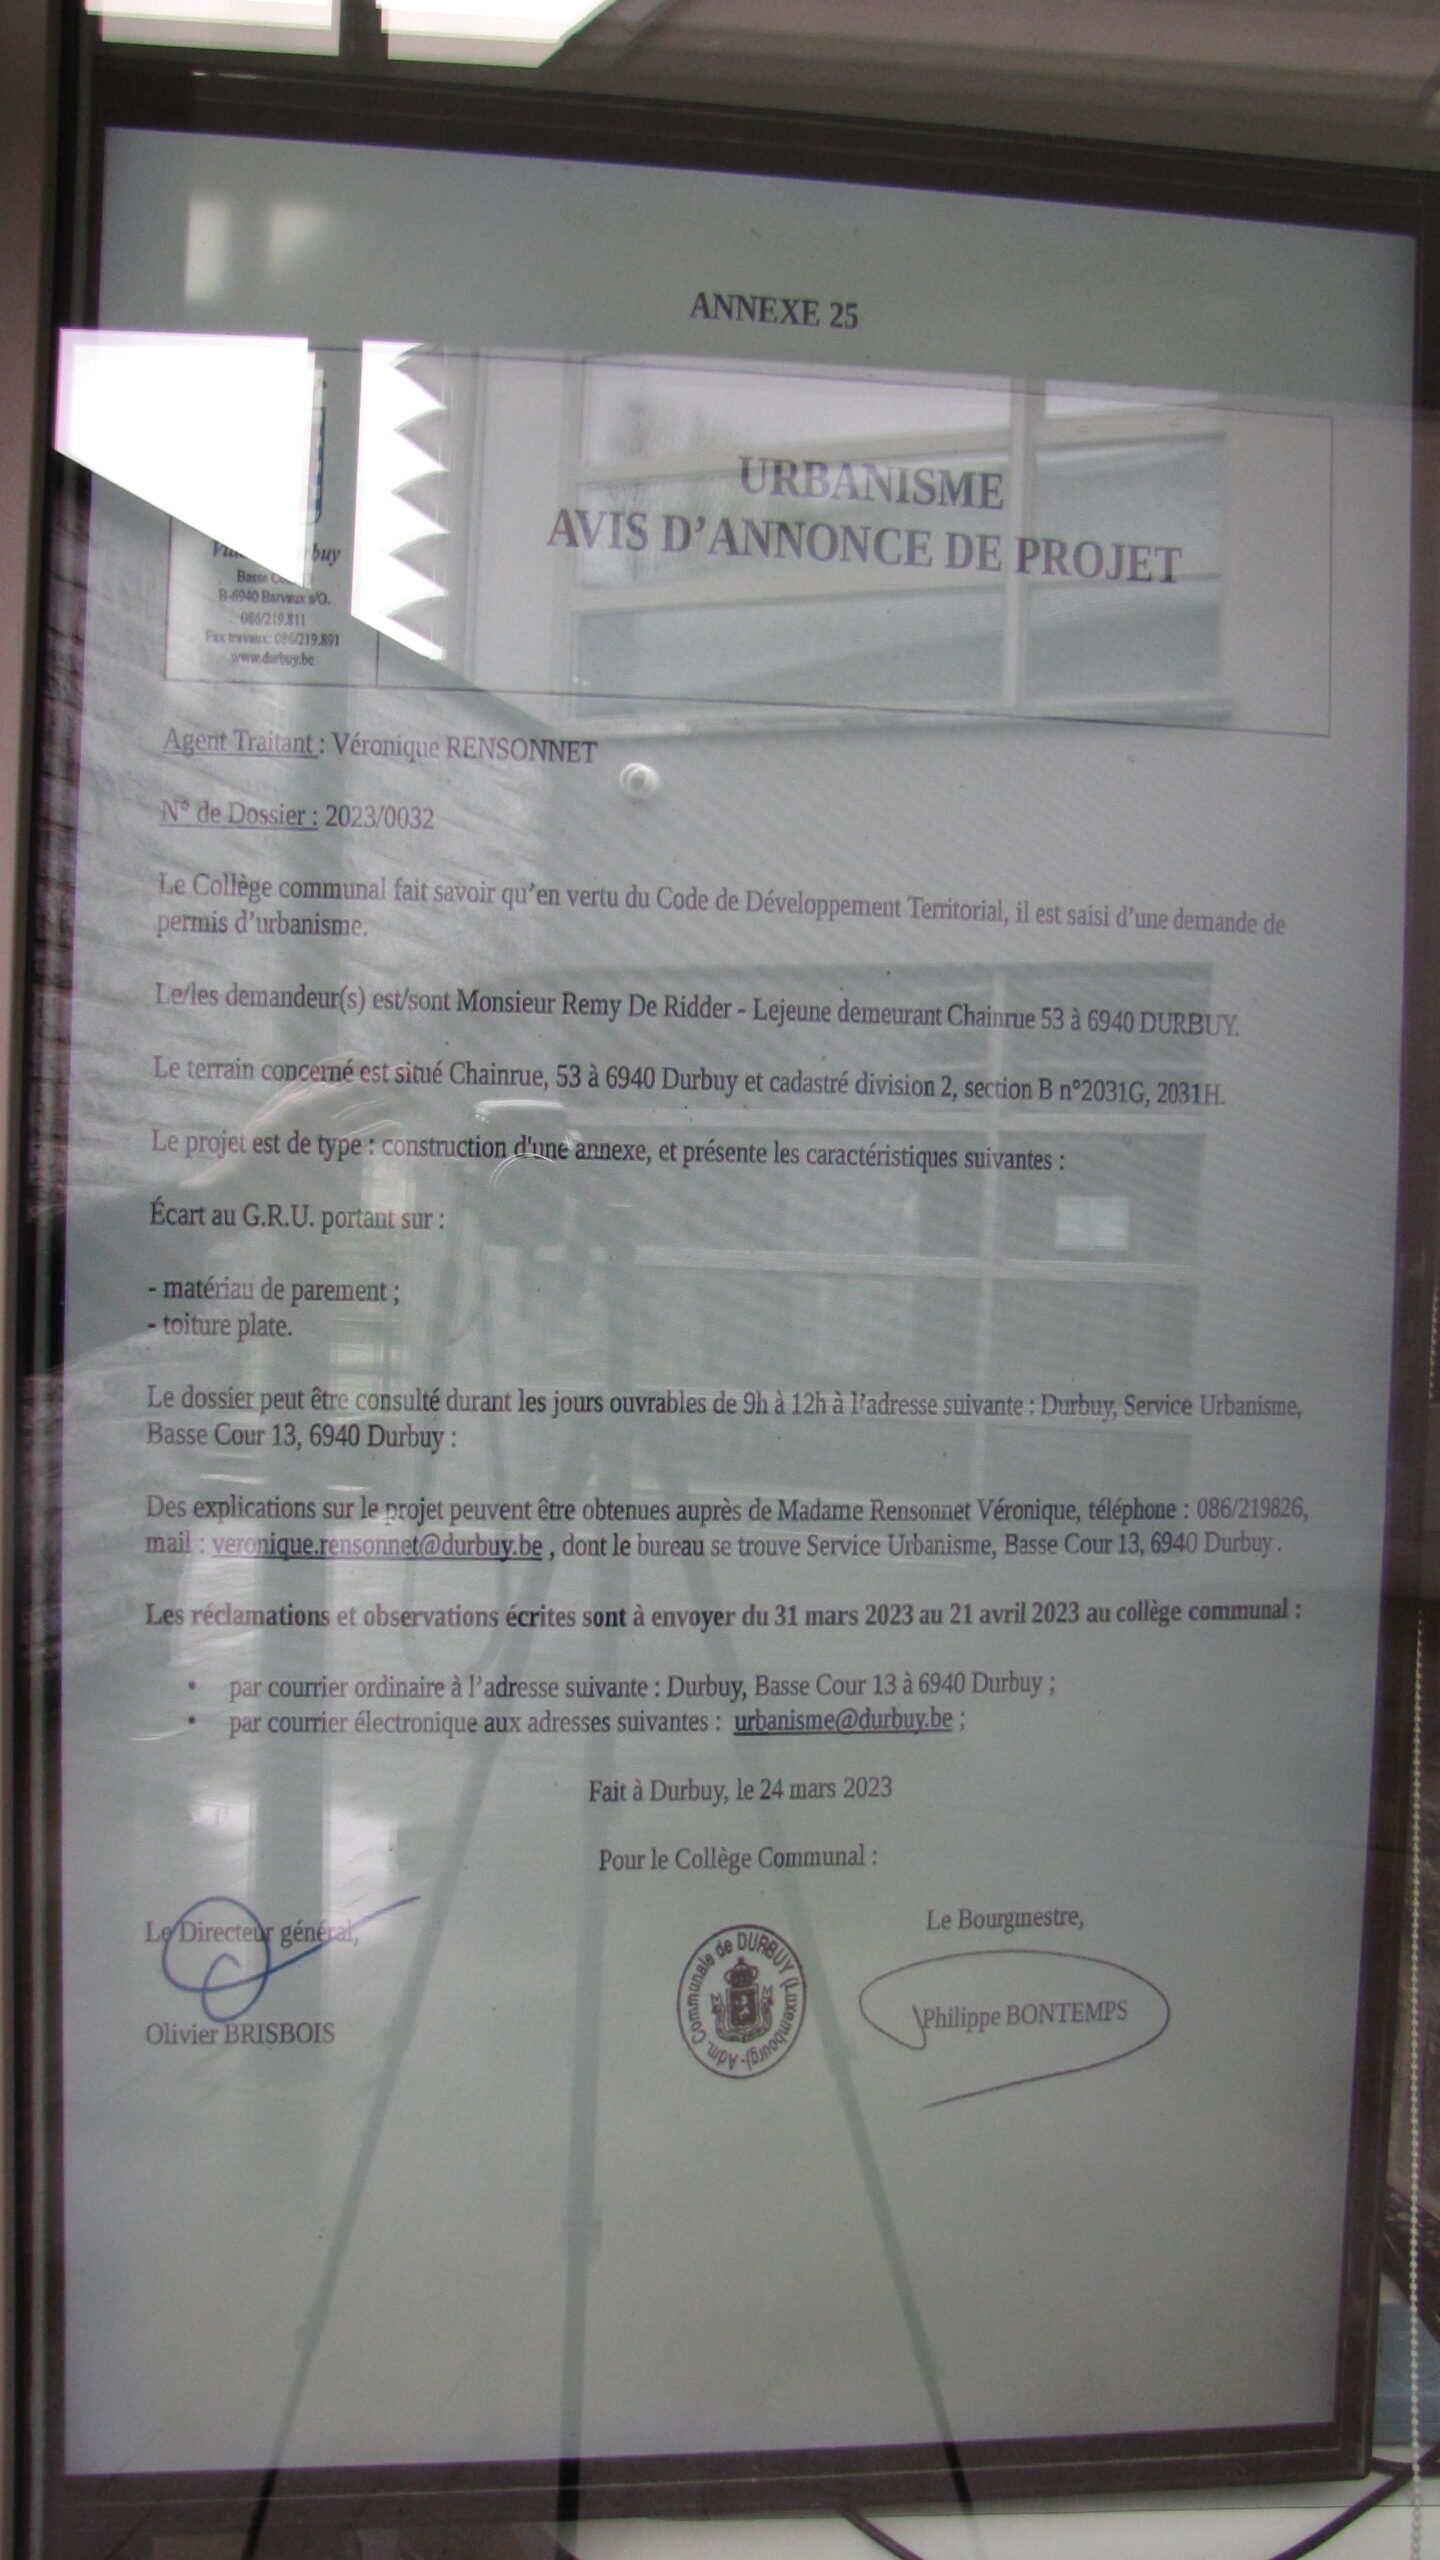 ANNEXE 25
URBANISME
AVIS D'ANNONCE DE PROJET
Basse
B-6940 Barvaux s/O.
086/219.811
Fax travaux: 086/219.891
www.durbuy.be
Agent Traitant : Véronique RENSONNET
N° de Dossier : 2023/0032
Le Collège communal fait savoir qu'en vertu du Code de Développement Territorial, il est saisi d'une demande de
permis d'urbanisme.
Le/les demandeur(s) est/sont Monsieur Remy De Ridder - Lejeune demeurant Chainrue 53 à 6940 DURBUY.
Le terrain concerné est situé Chainrue, 53 à 6940 Durbuy et cadastré division 2, section B n°2031G, 2031H.
Le projet est de type : construction d'une annexe, et présente les caractéristiques suivantes :
Écart au G.R.U. portant sur :
- matériau de parement ;
- toiture plate.
Le dossier peut être consulté durant les jours ouvrables de 9h à 12h à l'adresse suivante : Durbuy, Service Urbanisme,
Basse Cour 13, 6940 Durbuy :
Des explications sur le projet peuvent être obtenues auprès de Madame Rensonnet Véronique, téléphone : 086/219826,
mail : veronique.rensonnet@durbuy.be , dont le bureau se trouve Service Urbanisme, Basse Cour 13, 6940 Durbuy .
Les réclamations et observations écrites sont à envoyer du 31 mars 2023 au 21 avril 2023 au collège communal :
• par courrier ordinaire à l'adresse suivante : Durbuy, Basse Cour 13 à 6940 Durbuy ;
• par courrier électronique aux adresses suivantes : urbanisme@durbuy.be ;
Fait à Durbuy, le 24 mars 2023
Pour le Collège Communal :
Le Directeur général,
Le Bourgmestre,
Adm. Communale de DURBUY (Luxembourg)
Olivier BRISBOIS
Philippe BONTEMPS